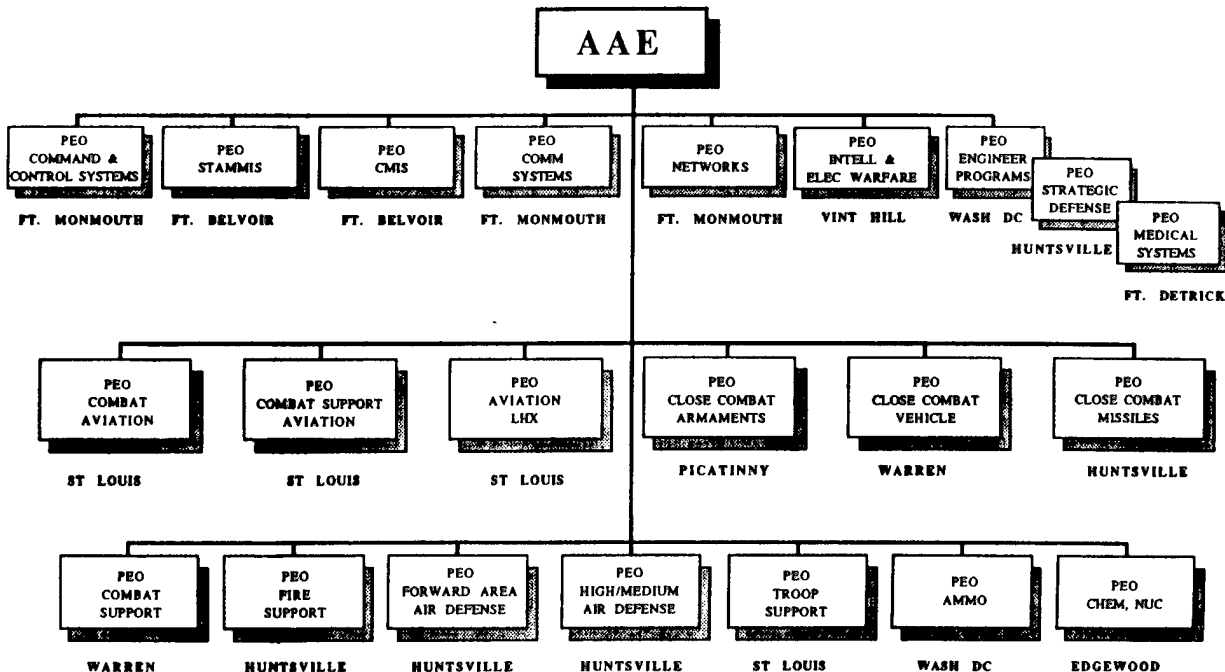 AAE
PEO
COMMAND &
CONTROL SYSTEMS
FT. MONMOUTH
PEO
STAMMIS
FT. BELVOIR
PEO
CMIS
FT. BELVOIR
PEO
COMM
SYSTEMS
FT. MONMOUTH
PEO
NETWORKS
FT. MONMOUTH
PEO
INTELL &
ELEC WARFARE
VINT HILL
PEO
ENGINEER
PROGRAMS
WASH DC
PEO
STRATEGIC
DEFENSE
HUNTSVILLE
PEO
MEDICAL
SYSTEMS
FT. DETRICK
PEO
COMBAT
AVIATION
ST LOUIS
PEO
COMBAT SUPPORT
AVIATION
ST LOUIS
PEO
AVIATION
LHX
ST LOUIS
PEO
CLOSE COMBAT
ARMAMENTS
PICATINNY
PEO
CLOSE COMBAT
VEHICLE
WARREN
PEO
CLOSE COMBAT
MISSILES
HUNTSVILLE
PEO
COMBAT
SUPPORT
WARREN
PEO
FIRE
SUPPORT
HUNTSVILLE
PEO
FORWARD AREA
AIR DEFENSE
HUNTSVILLE
PEO
HIGH/MEDIUM
AIR DEFENSE
HUNTSVILLE
PEO
TROOP
SUPPORT
ST LOUIS
PEO
AMMO
WASH DC
PEO
CHEM, NUC
EDGEWOOD